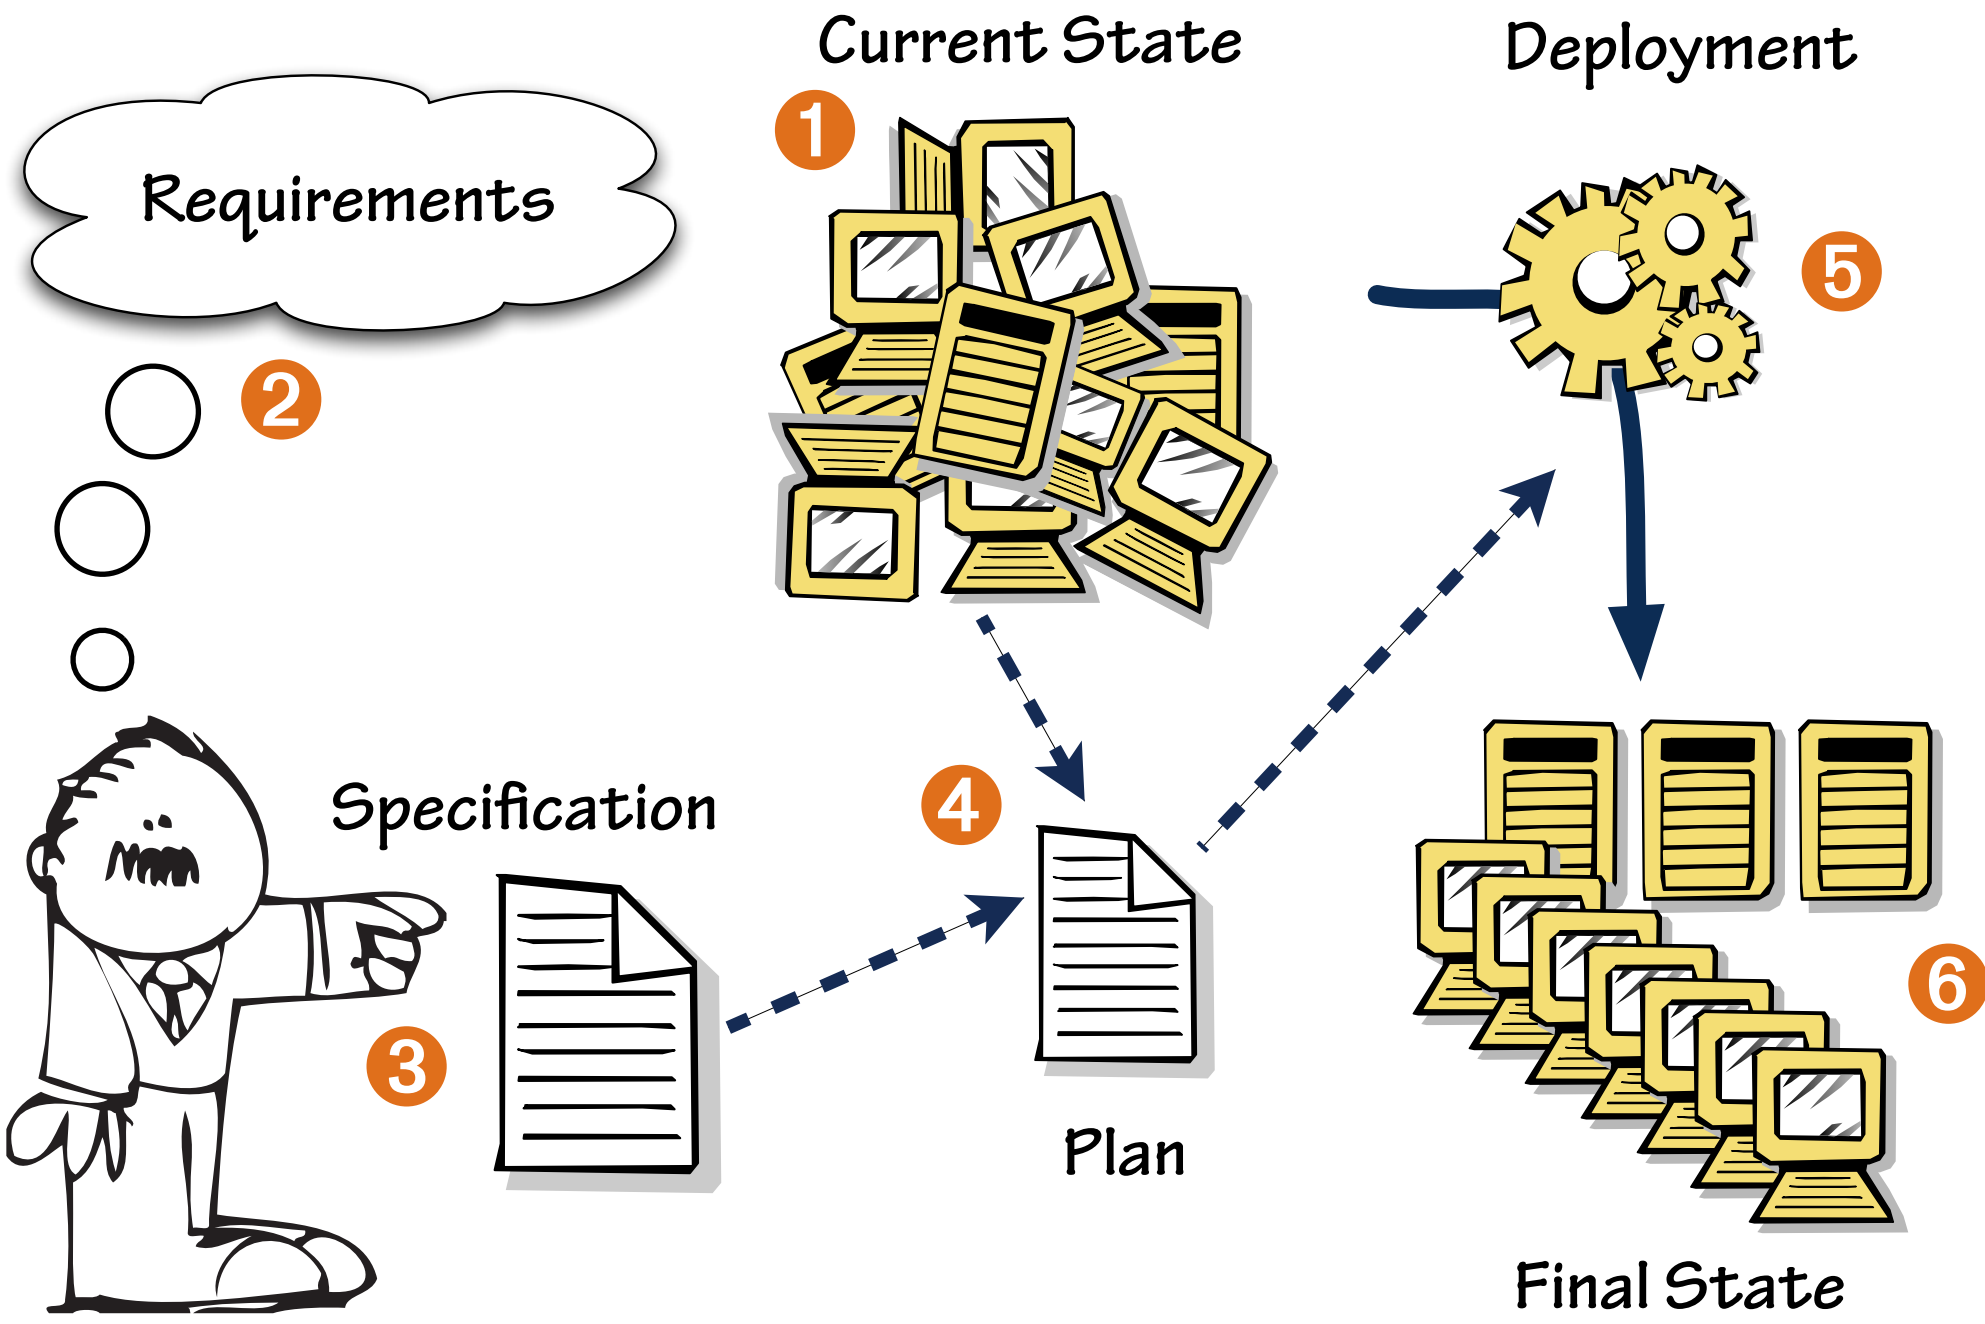 Current State
Deployment
1
Requirements
5
2
Specification
4
3
6
Plan
Final State